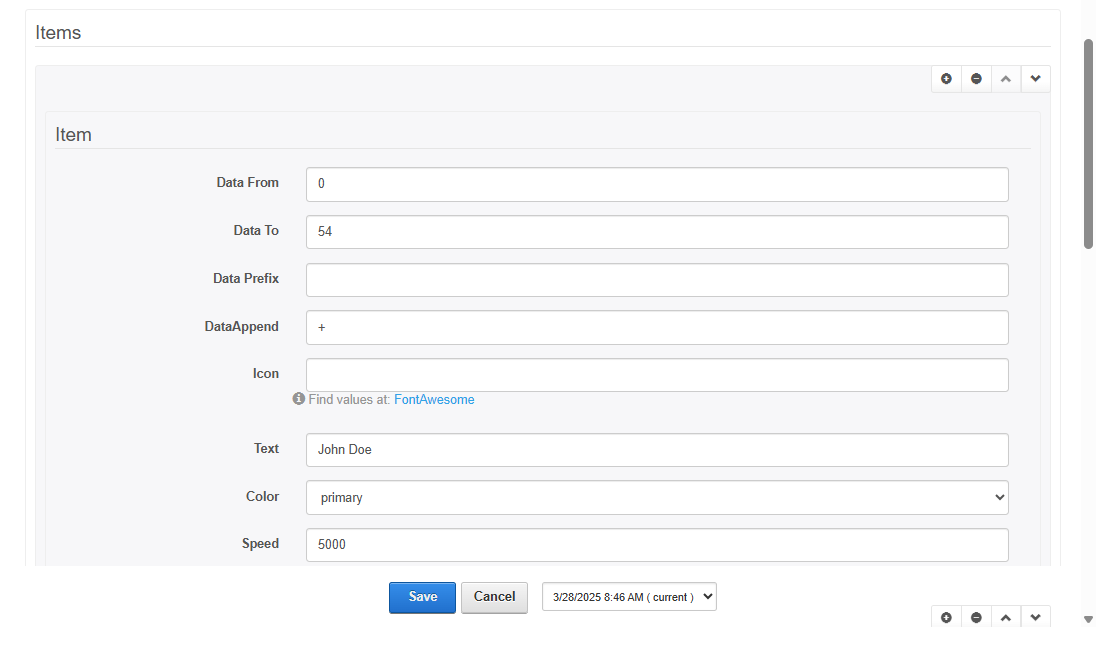 Items
Item
Data From 0
Data To 54
Data Prefix
DataAppend +
Icon
Find values at: FontAwesome
Text John Doe
Color primary
Speed 5000
Save Cancel 3/28/2025 8:46 AM ( current )